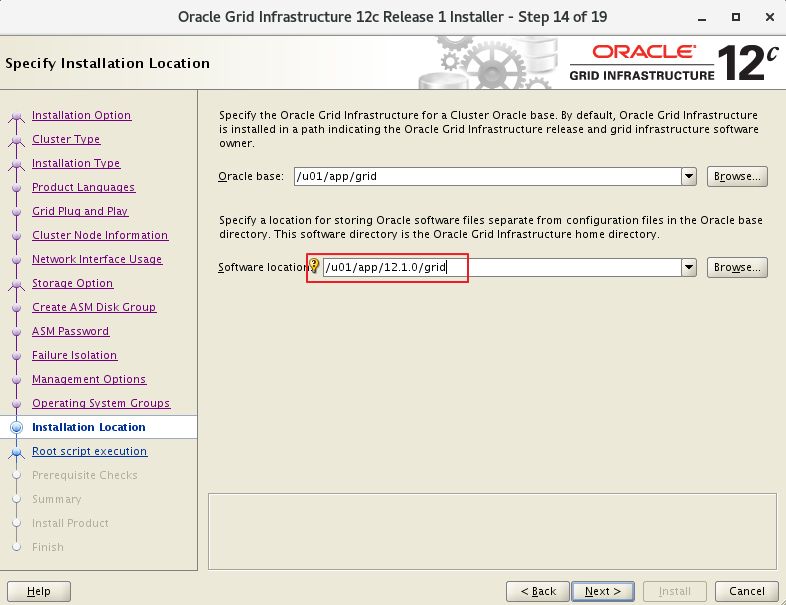 Oracle Grid Infrastructure 12c Release 1 Installer - Step 14 of 19
Specify Installation Location
ORACLE
GRID INFRASTRUCTURE
12c
Installation Option
Cluster Type
Installation Type
Product Languages
Grid Plug and Play
Cluster Node Information
Network Interface Usage
Storage Option
Create ASM Disk Group
ASM Password
Failure Isolation
Management Options
Operating System Groups
Installation Location
Root script execution
Prerequisite Checks
Summary
Install Product
Finish
Specify the Oracle Grid Infrastructure for a Cluster Oracle base. By default, Oracle Grid Infrastructure
is installed in a path indicating the Oracle Grid Infrastructure release and grid infrastructure software
owner.
Oracle base: /u01/app/grid Browse...
Specify a location for storing Oracle software files separate from configuration files in the Oracle base
directory. This software directory is the Oracle Grid Infrastructure home directory.
Software location /u01/app/12.1.0/grid Browse...
Help < Back Next > Install Cancel